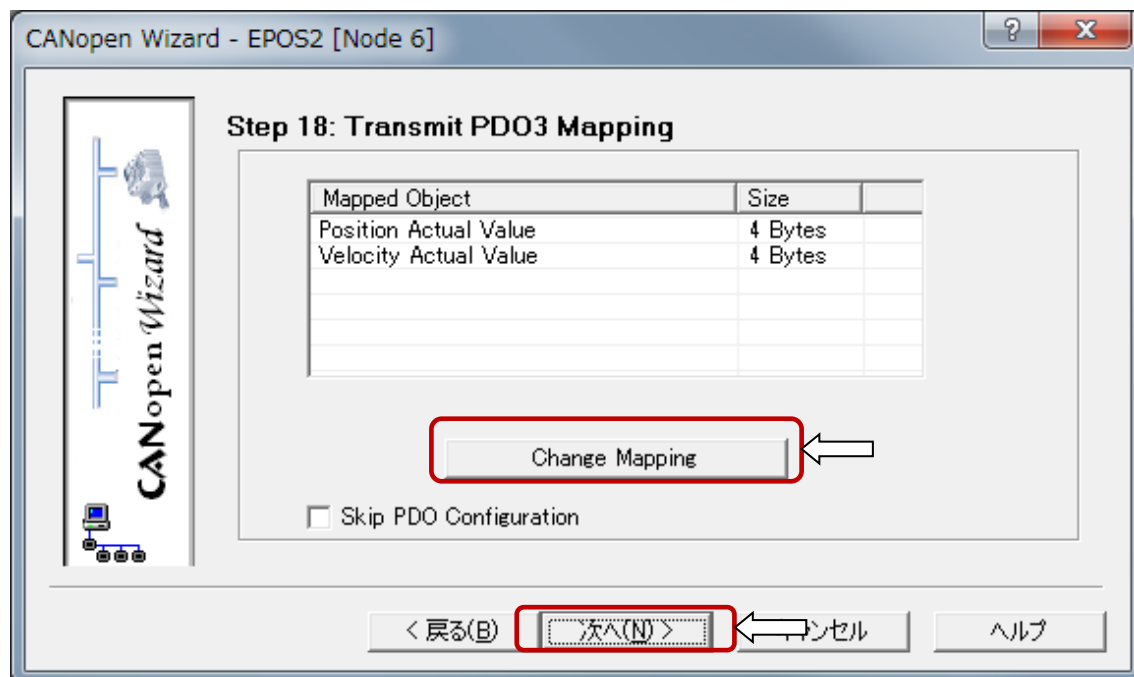 CANopen Wizard - EPOS2 [Node 6]
?
CANopen Wizard
Step 18: Transmit PDO3 Mapping
Mapped Object Size
Position Actual Value 4 Bytes
Velocity Actual Value 4 Bytes
Change Mapping
Skip PDO Configuration
< 戻る(B) 次へ(N) > ンセル ヘルプ